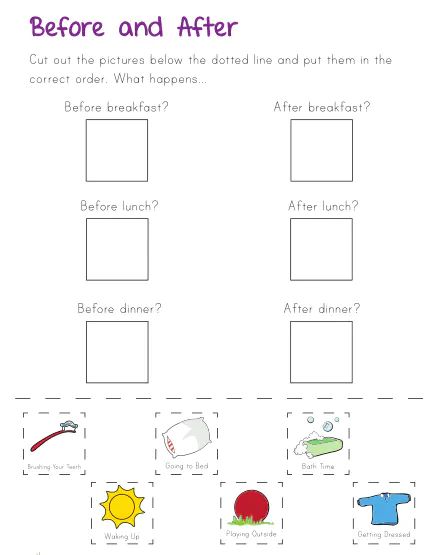 Before and After
Cut out the pictures below the dotted line and put them in the
correct order. What happens...
Before breakfast? After breakfast?
Before lunch? After lunch?
Before dinner? After dinner?
Brushing Your Teeth Going to Bed Bath Time
Waking Up Playing Outside Getting Dressed